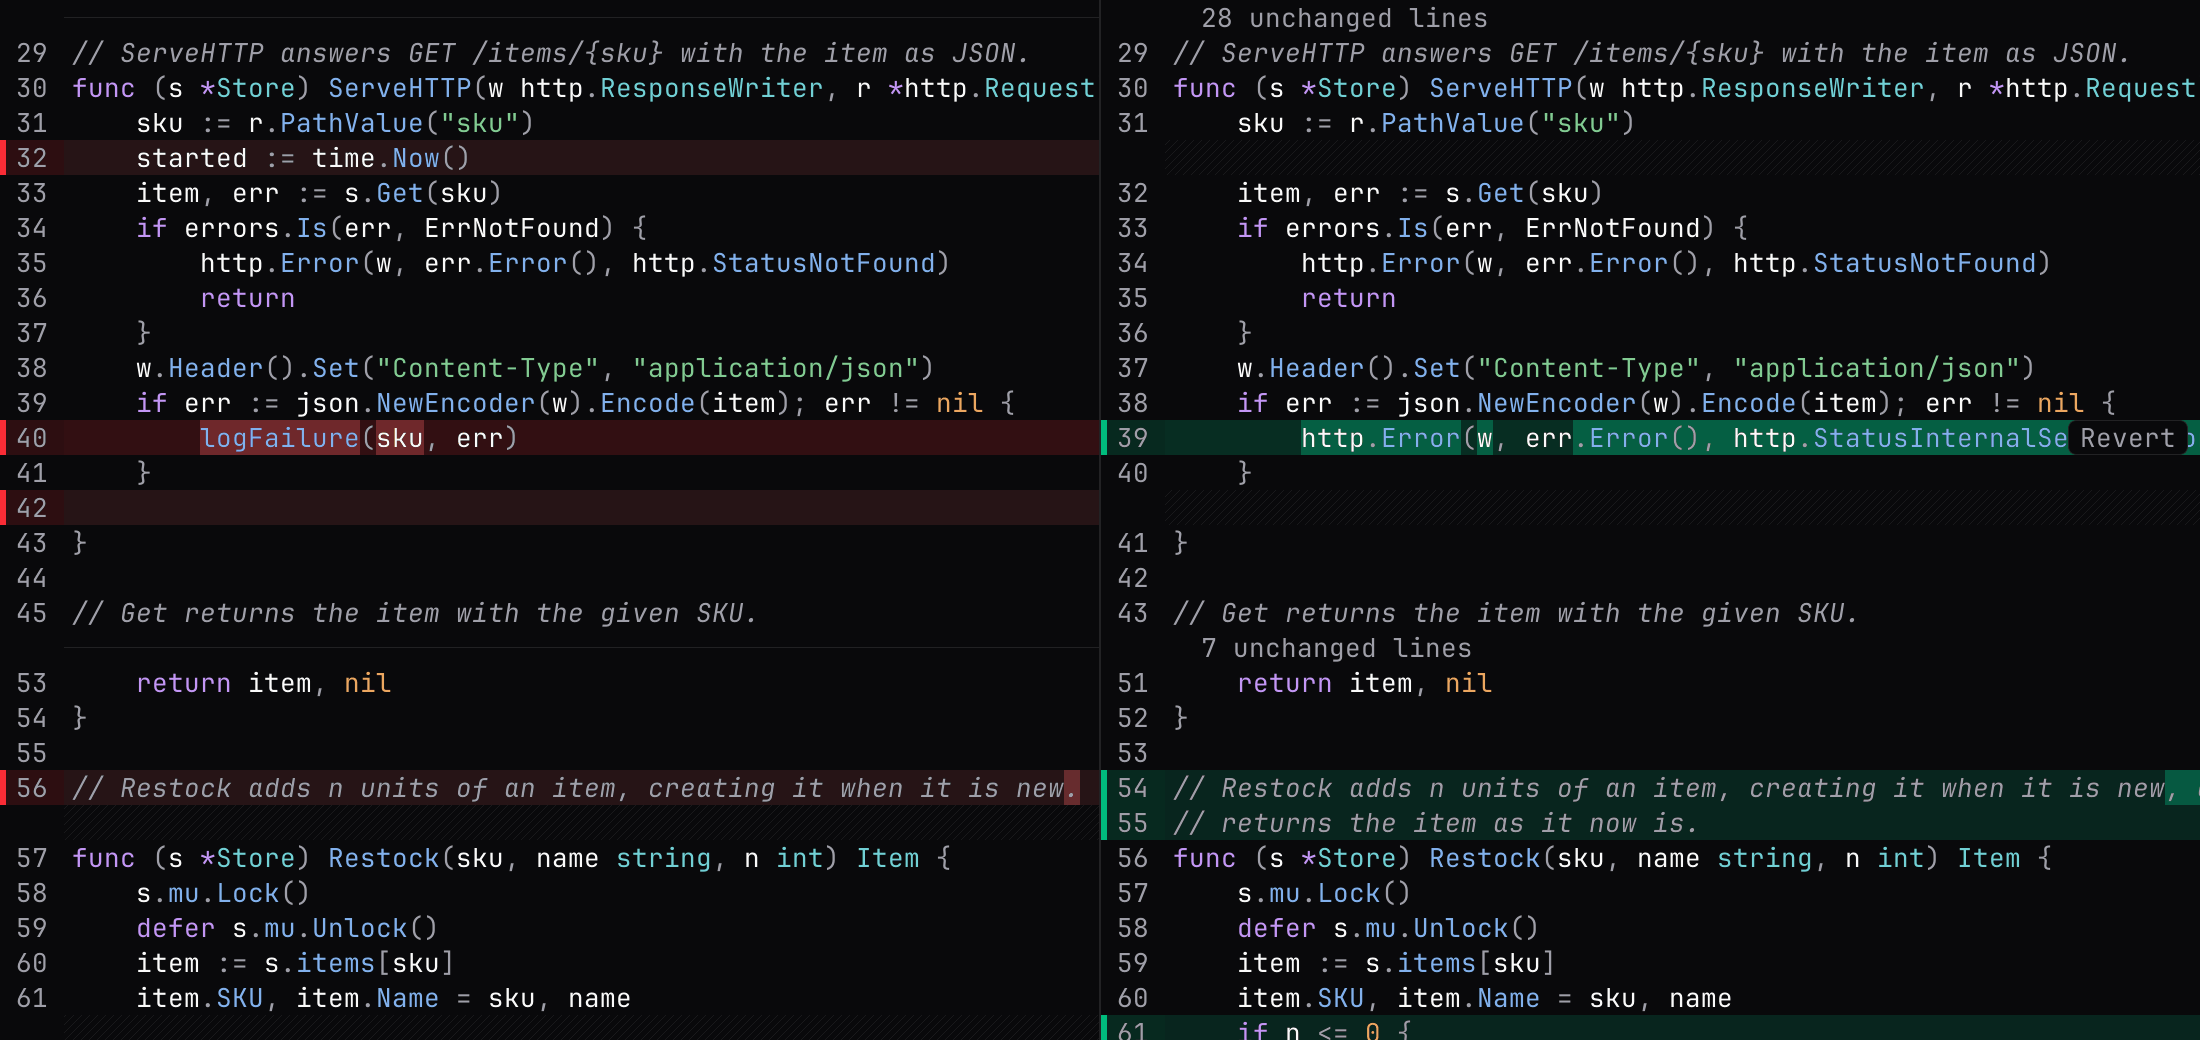 29 // ServeHTTP answers GET /items/{sku} with the item as JSON.
30 func (s *Store) ServeHTTP(w http.ResponseWriter, r *http.Request
31 sku := r.PathValue("sku")
32 started := time.Now()
33 item, err := s.Get(sku)
34 if errors.Is(err, ErrNotFound) {
35 http.Error(w, err.Error(), http.StatusNotFound)
36 return
37 }
38 w.Header().Set("Content-Type", "application/json")
39 if err := json.NewEncoder(w).Encode(item); err != nil {
40 logFailure(sku, err)
41 }
42
43 }
44
45 // Get returns the item with the given SKU.
53 return item, nil
54 }
55
56 // Restock adds n units of an item, creating it when it is new.
57 func (s *Store) Restock(sku, name string, n int) Item {
58 s.mu.Lock()
59 defer s.mu.Unlock()
60 item := s.items[sku]
61 item.SKU, item.Name = sku, name
28 unchanged lines
29 // ServeHTTP answers GET /items/{sku} with the item as JSON.
30 func (s *Store) ServeHTTP(w http.ResponseWriter, r *http.Request
31 sku := r.PathValue("sku")
32 item, err := s.Get(sku)
33 if errors.Is(err, ErrNotFound) {
34 http.Error(w, err.Error(), http.StatusNotFound)
35 return
36 }
37 w.Header().Set("Content-Type", "application/json")
38 if err := json.NewEncoder(w).Encode(item); err != nil {
39 http.Error(w, err.Error(), http.StatusInternalSe Revert
40 }
41 }
42
43 // Get returns the item with the given SKU.
7 unchanged lines
51 return item, nil
52 }
53
54 // Restock adds n units of an item, creating it when it is new,
55 // returns the item as it now is.
56 func (s *Store) Restock(sku, name string, n int) Item {
57 s.mu.Lock()
58 defer s.mu.Unlock()
59 item := s.items[sku]
60 item.SKU, item.Name = sku, name
61 if n <= 0 {